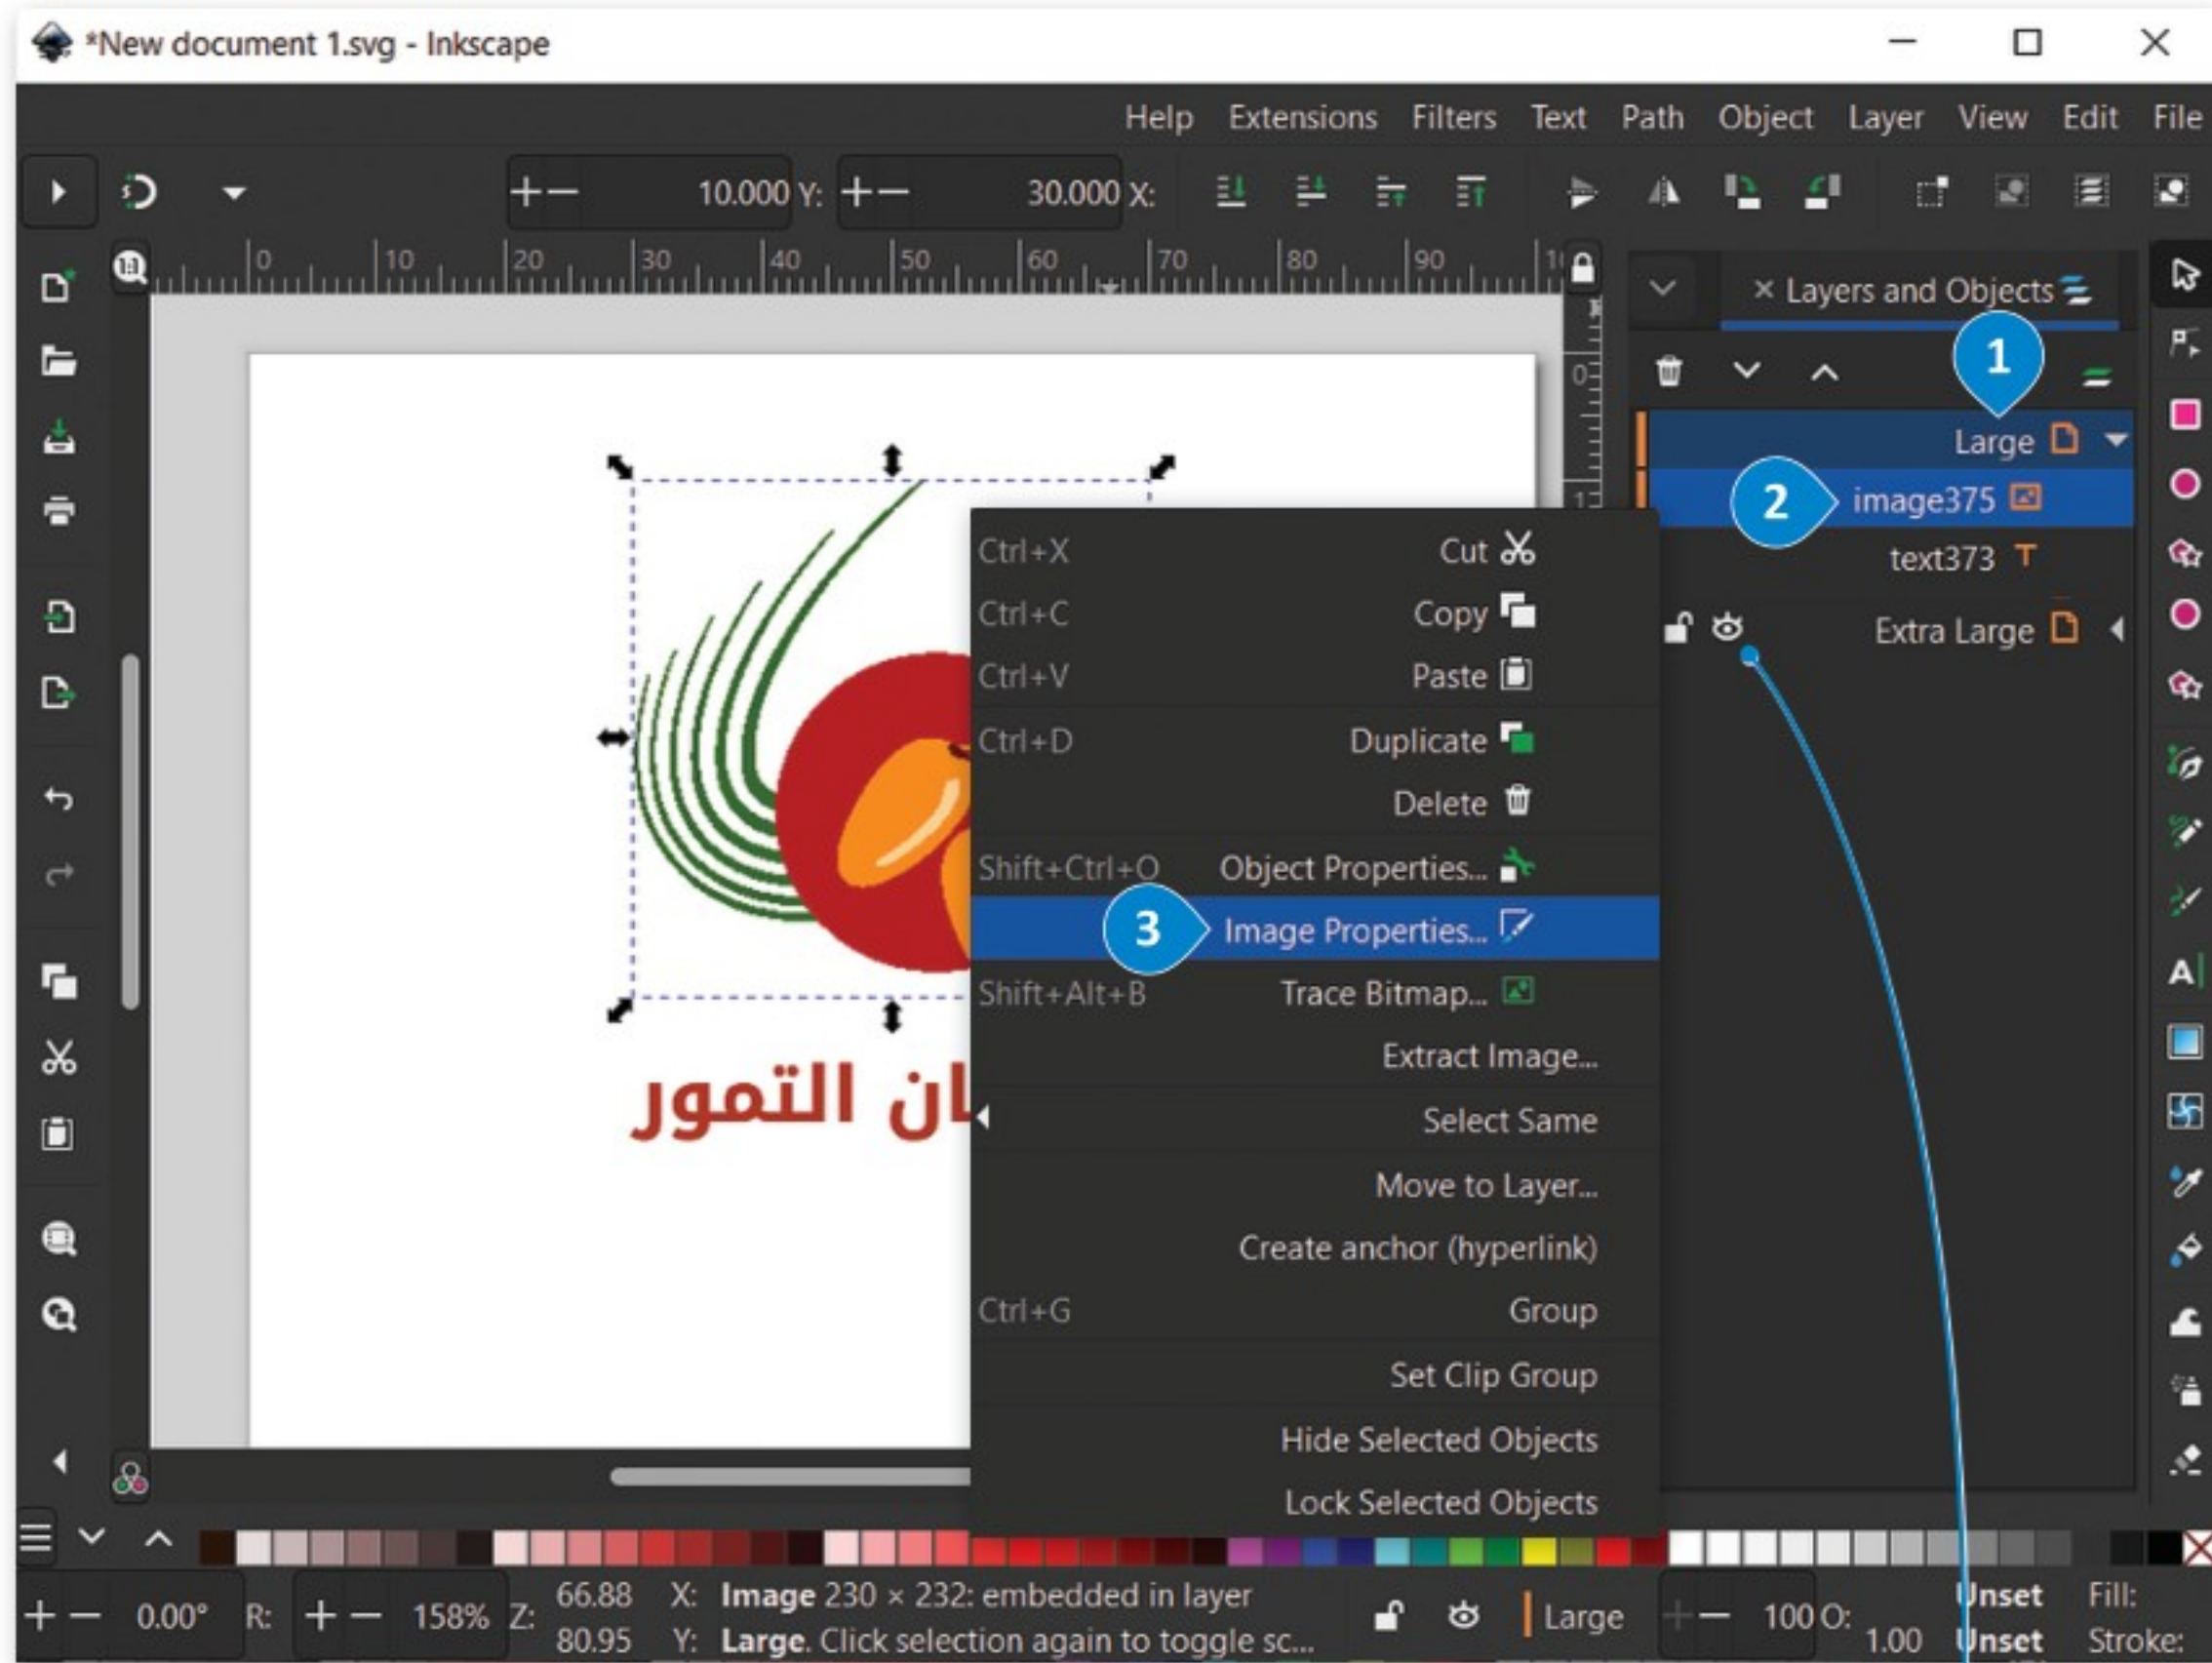 *New document 1.svg - Inkscape
Help Extensions Filters Text Path Object Layer View Edit File
10.000 Y: 30.000 X:
0 10 20 30 40 50 60 70 80 90
Layers and Objects
1
0
Large
2 image375
text373
Extra Large
Ctrl+X Cut
Ctrl+C Copy
Ctrl+V Paste
Ctrl+D Duplicate
Delete
Shift+Ctrl+O Object Properties...
3 Image Properties...
Shift+Alt+B Trace Bitmap...
Extract Image...
Select Same
Move to Layer...
Create anchor (hyperlink)
Ctrl+G Group
Set Clip Group
Hide Selected Objects
Lock Selected Objects
ان التمور
0.00° R: 158% Z: 66.88 X: Image 230 × 232: embedded in layer Large 100 O: Unset Fill:
80.95 Y: Large. Click selection again to toggle sc... 1.00 Unset Stroke: